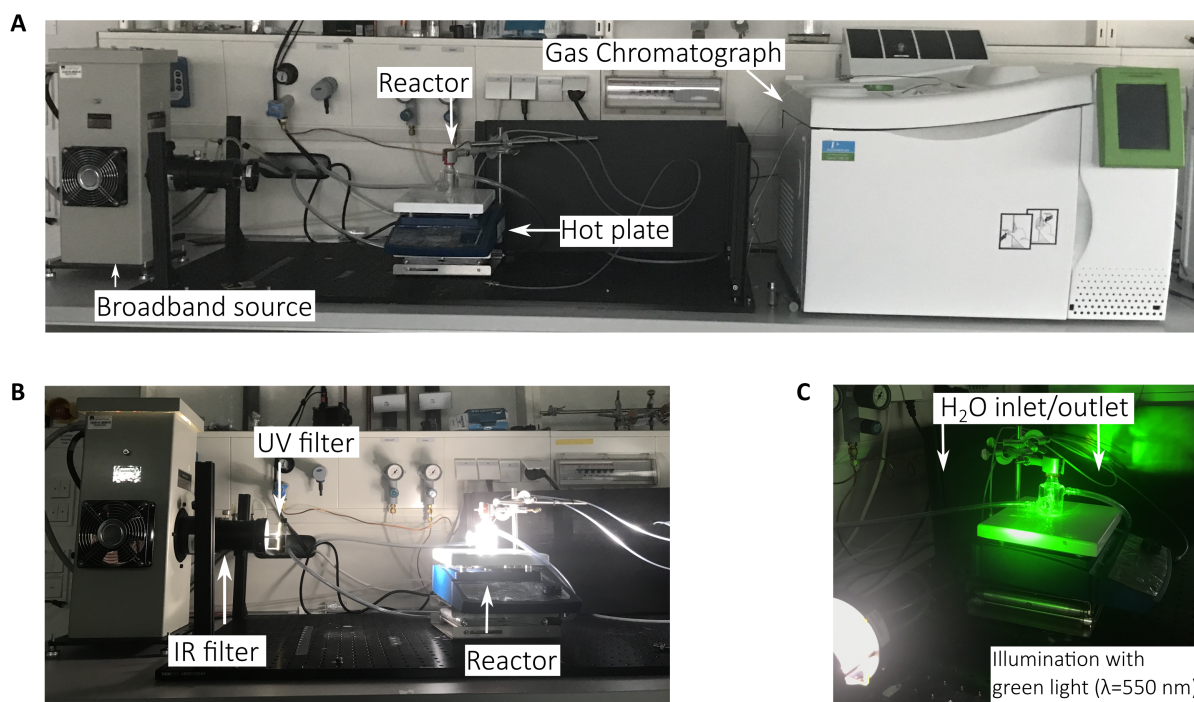 A
Gas Chromatograph
Reactor
Hot plate
Broadband source
B
UV filter
IR filter
Reactor
C
H₂O inlet/outlet
Illumination with
green light (λ=550 nm)